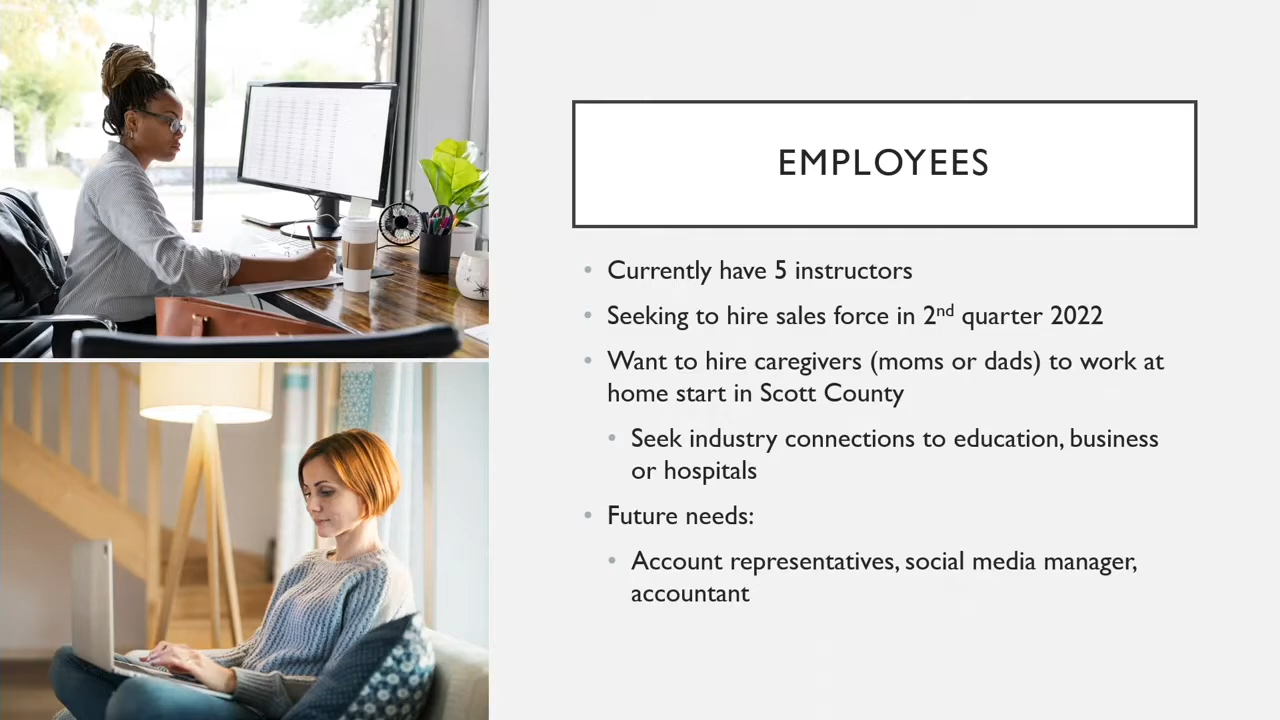 EMPLOYEES
Currently have 5 instructors
Seeking to hire sales force in 2nd quarter 2022
Want to hire caregivers (moms or dads) to work at
home start in Scott County
Seek industry connections to education, business
or hospitals
Future needs:
Account representatives, social media manager,
accountant